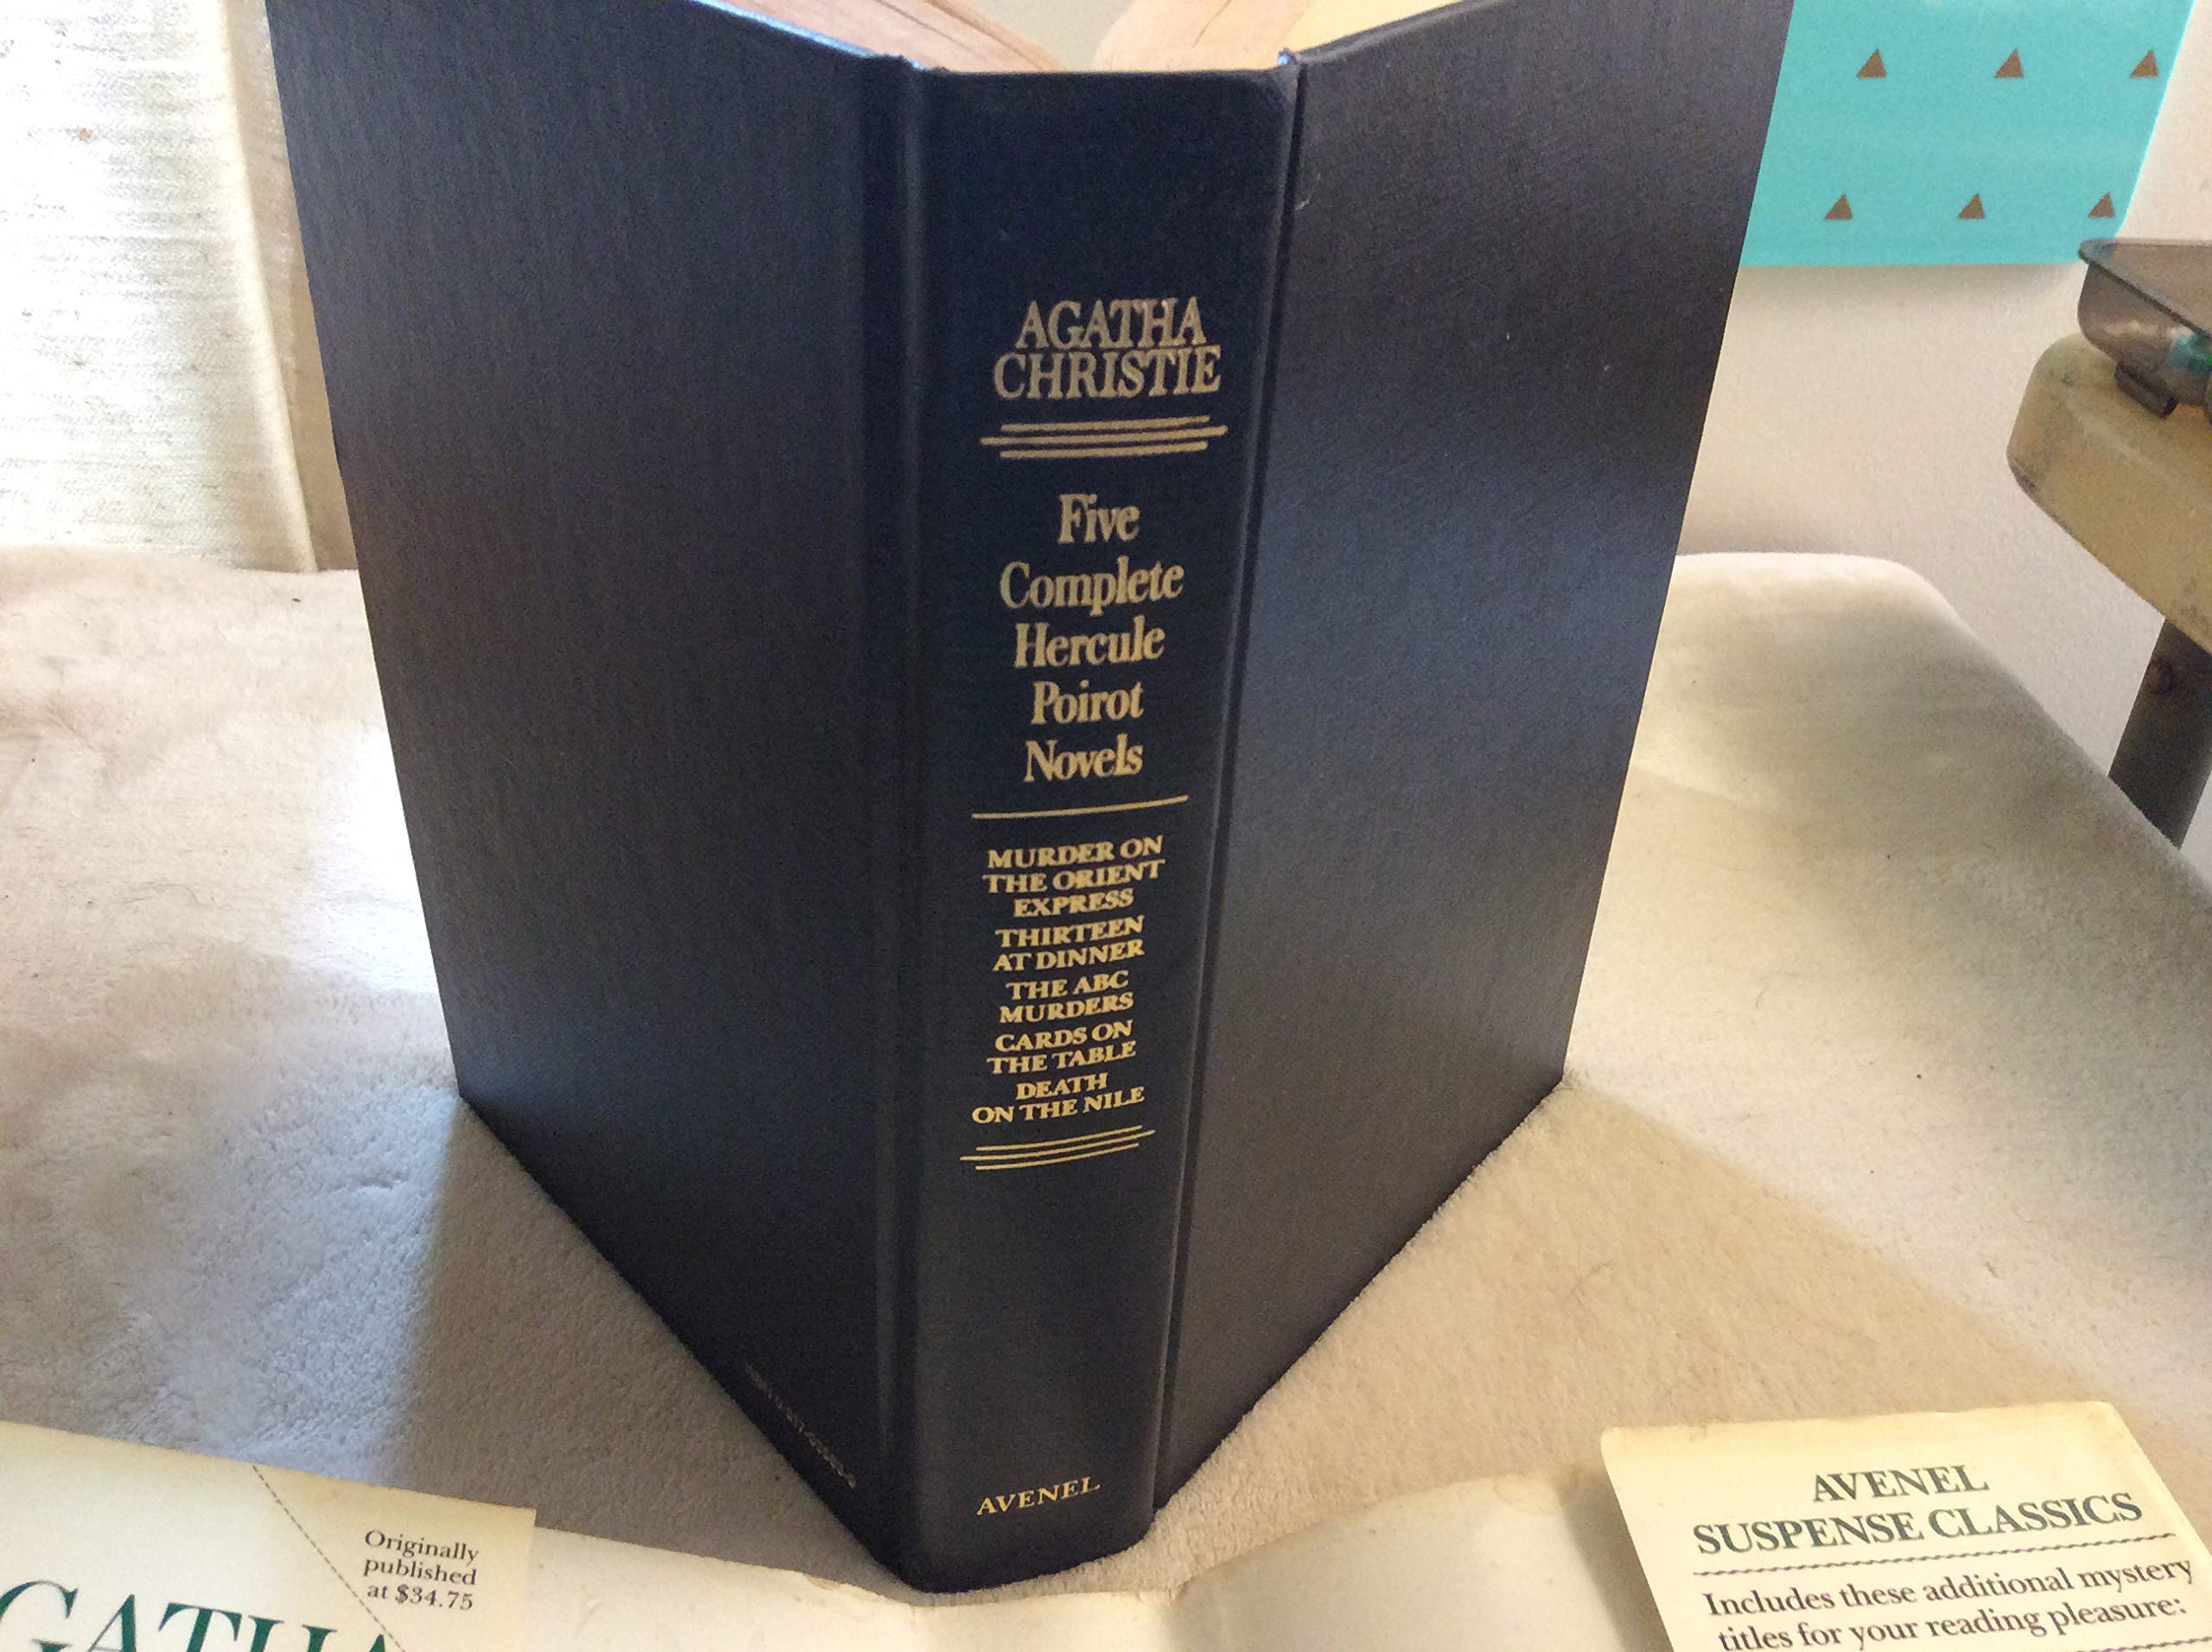 AGATHA
CHRISTIE
Five
Complete
Hercule
Poirot
Novels
MURDER ON
THE ORIENT
EXPRESS
THIRTEEN
AT DINNER
THE ABC
MURDERS
CARDS ON
THE TABLE
DEATH
ON THE NILE
AVENEL
Originally
published
at $34.75
GATHA
AVENEL
SUSPENSE CLASSICS
Includes these additional mystery
titles for your reading pleasure: